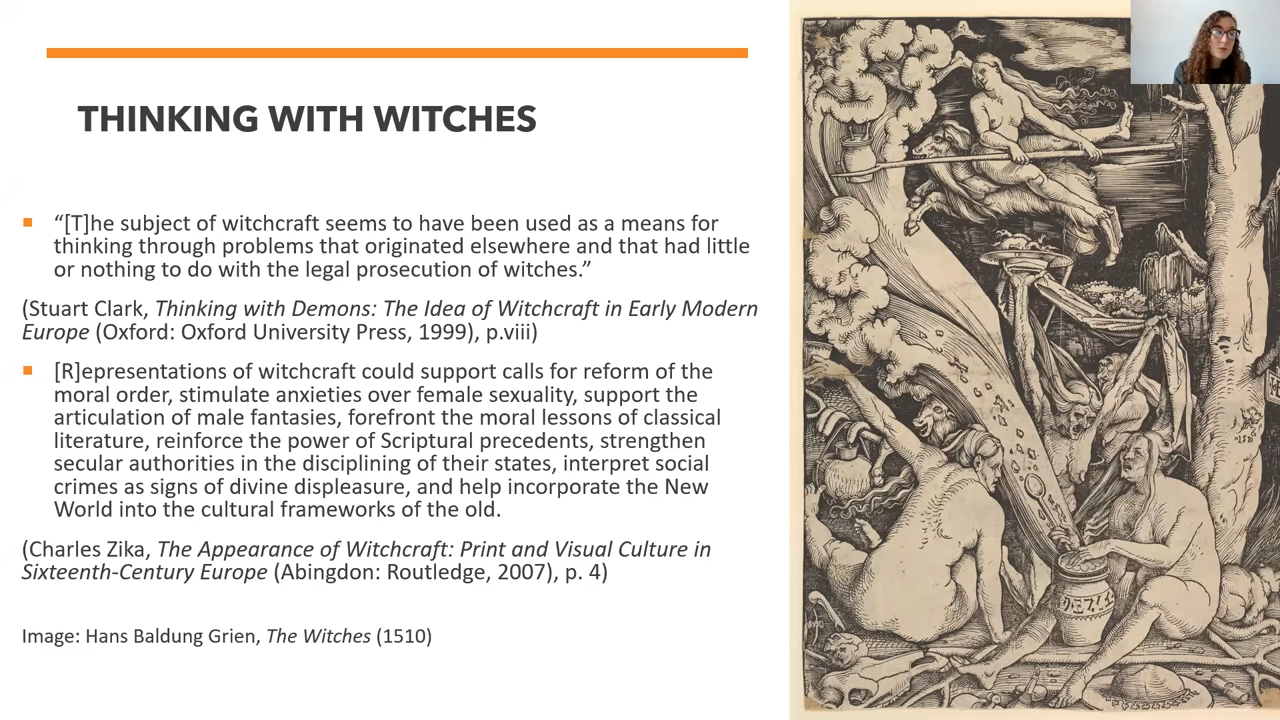 THINKING WITH WITCHES
“[T]he subject of witchcraft seems to have been used as a means for
thinking through problems that originated elsewhere and that had little
or nothing to do with the legal prosecution of witches.”
(Stuart Clark, Thinking with Demons: The Idea of Witchcraft in Early Modern
Europe (Oxford: Oxford University Press, 1999), p.viii)
[R]epresentations of witchcraft could support calls for reform of the
moral order, stimulate anxieties over female sexuality, support the
articulation of male fantasies, forefront the moral lessons of classical
literature, reinforce the power of Scriptural precedents, strengthen
secular authorities in the disciplining of their states, interpret social
crimes as signs of divine displeasure, and help incorporate the New
World into the cultural frameworks of the old.
(Charles Zika, The Appearance of Witchcraft: Print and Visual Culture in
Sixteenth-Century Europe (Abingdon: Routledge, 2007), p. 4)
Image: Hans Baldung Grien, The Witches (1510)